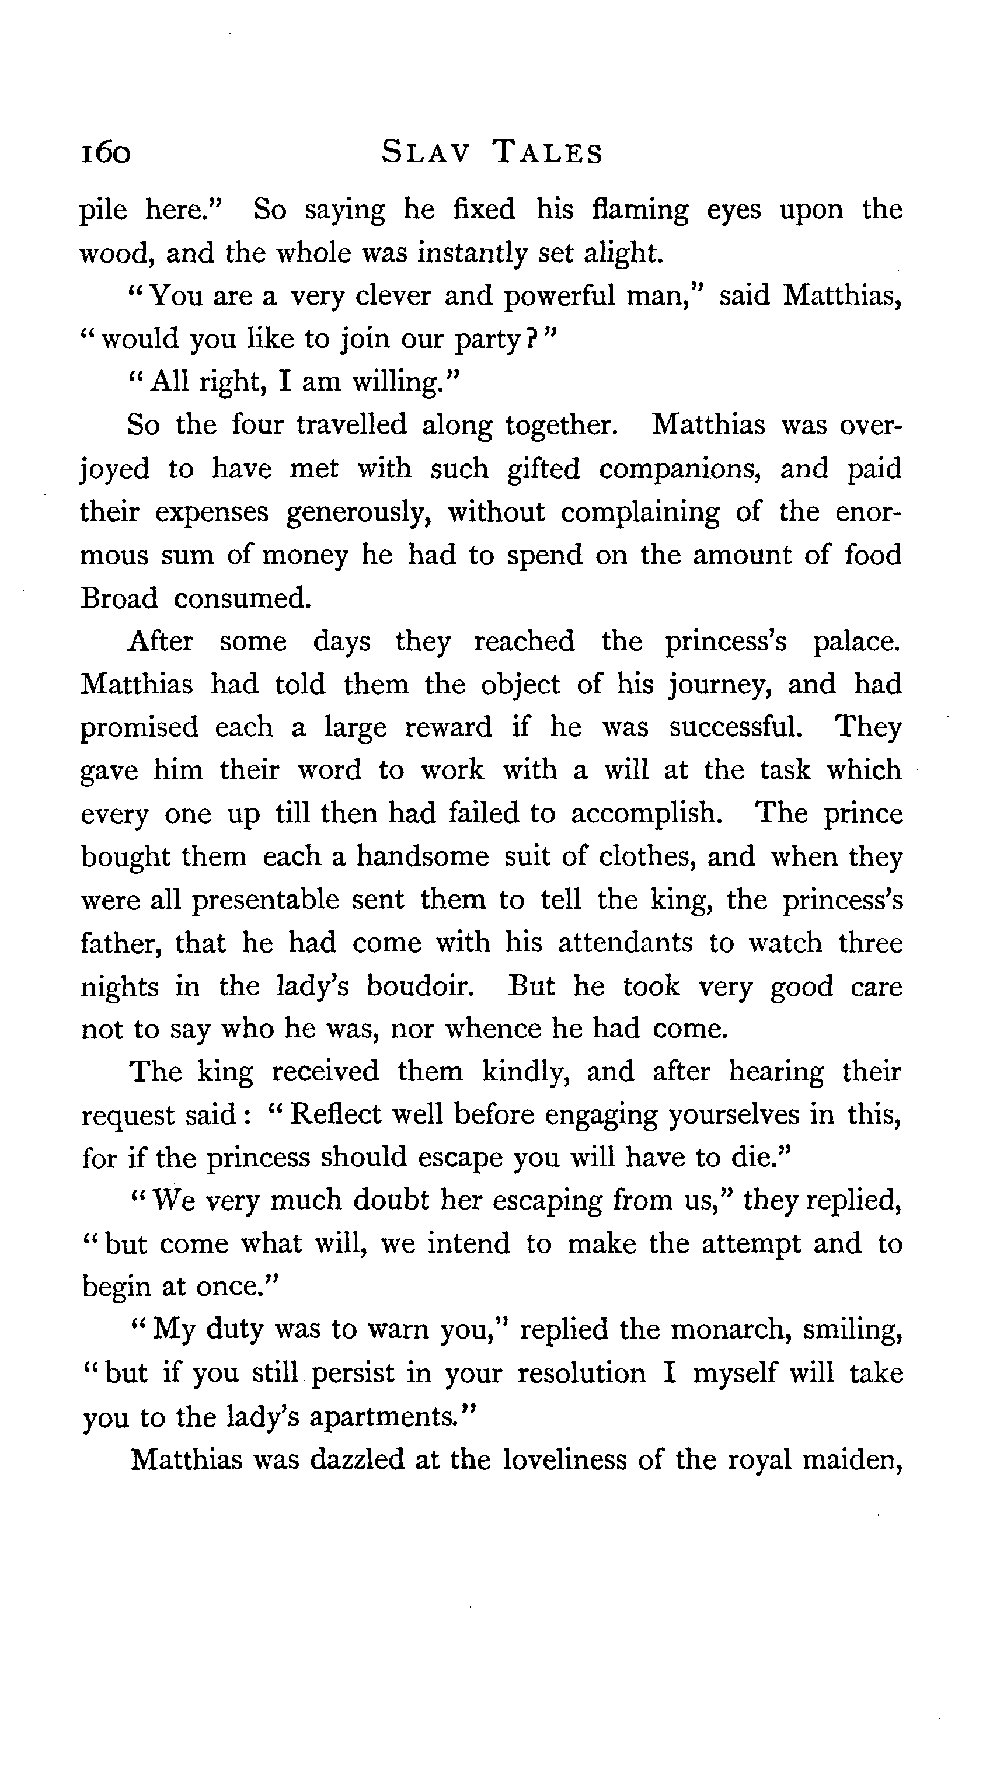 160 SLAV TALES
pile here." So saying he fixed his flaming eyes upon the
wood, and the whole was instantly set alight.
"You are a very clever and powerful man," said Matthias,
"would you like to join our party?"
"All right, I am willing."
So the four travelled along together. Matthias was over-
joyed to have met with such gifted companions, and paid
their expenses generously, without complaining of the enor-
mous sum of money he had to spend on the amount of food
Broad consumed.
After some days they reached the princess's palace.
Matthias had told them the object of his journey, and had
promised each a large reward if he was successful. They
gave him their word to work with a will at the task which
every one up till then had failed to accomplish. The prince
bought them each a handsome suit of clothes, and when they
were all presentable sent them to tell the king, the princess's
father, that he had come with his attendants to watch three
nights in the lady's boudoir. But he took very good care
not to say who he was, nor whence he had come.
The king received them kindly, and after hearing their
request said: "Reflect well before engaging yourselves in this,
for if the princess should escape you will have to die."
"We very much doubt her escaping from us," they replied,
"but come what will, we intend to make the attempt and to
begin at once."
"My duty was to warn you," replied the monarch, smiling,
"but if you still persist in your resolution I myself will take
you to the lady's apartments."
Matthias was dazzled at the loveliness of the royal maiden,